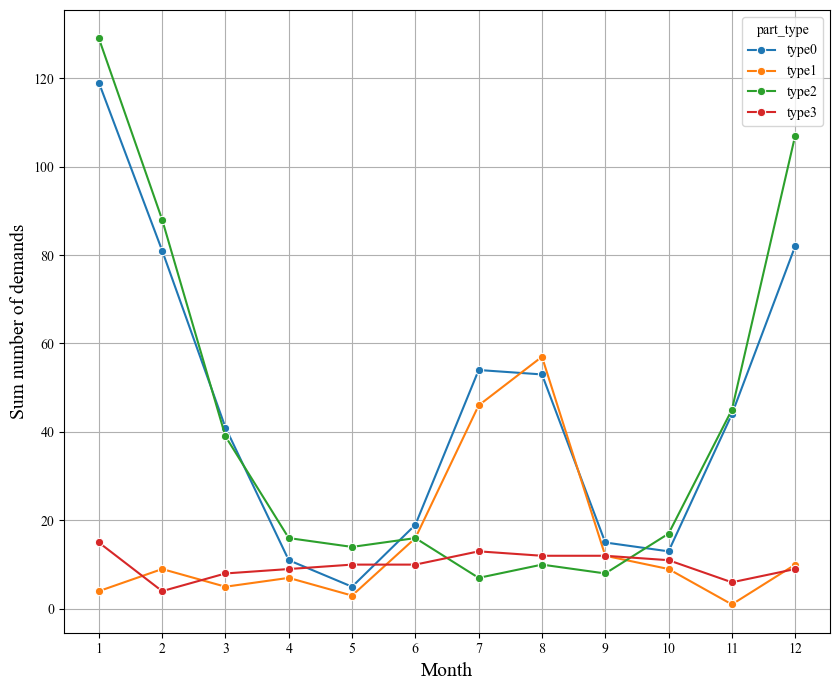 part_type
type0
type1
type2
type3
120
100
80
60
40
20
0
Sum number of demands
1 2 3 4 5 6 7 8 9 10 11 12
Month